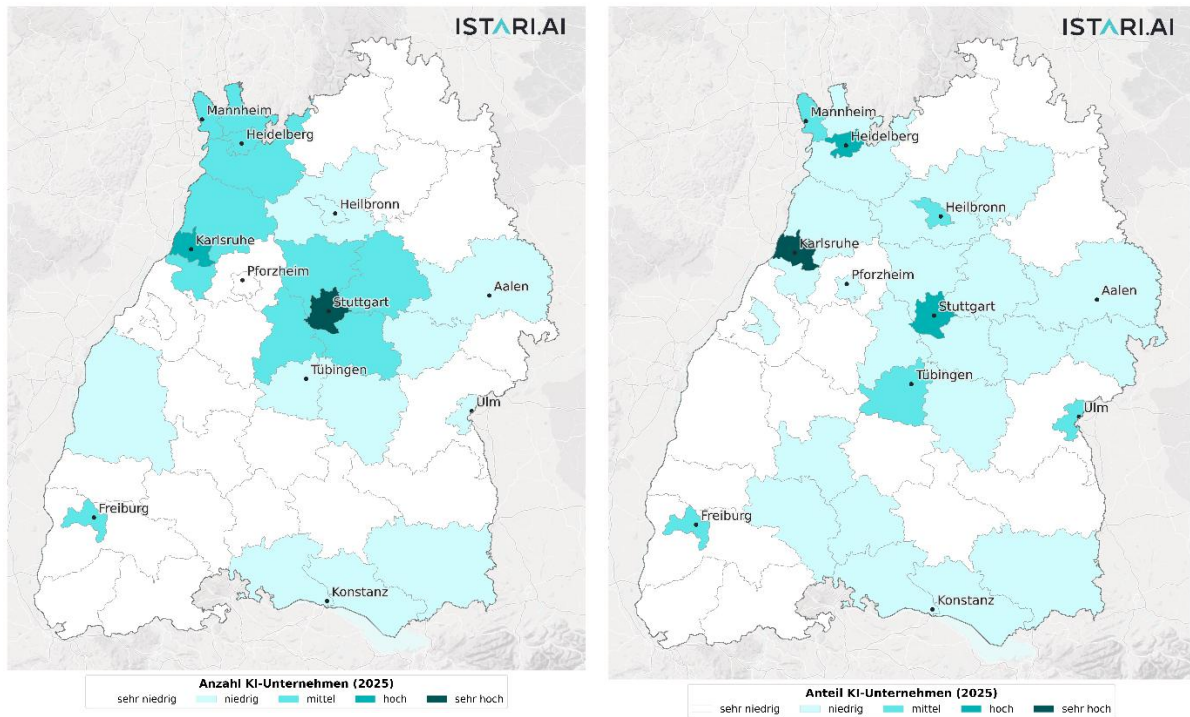 ISTARI.AI
Mannheim
Heidelberg
Heilbronn
Karlsruhe
Pforzheim
Stuttgart
Aalen
Tübingen
Ulm
Freiburg
Konstanz
Anzahl KI-Unternehmen (2025)
sehr niedrig niedrig mittel hoch sehr hoch
ISTARI.AI
Mannheim
Heidelberg
Heilbronn
Karlsruhe
Pforzheim
Stuttgart
Aalen
Tübingen
Ulm
Freiburg
Konstanz
Anteil KI-Unternehmen (2025)
sehr niedrig niedrig mittel hoch sehr hoch